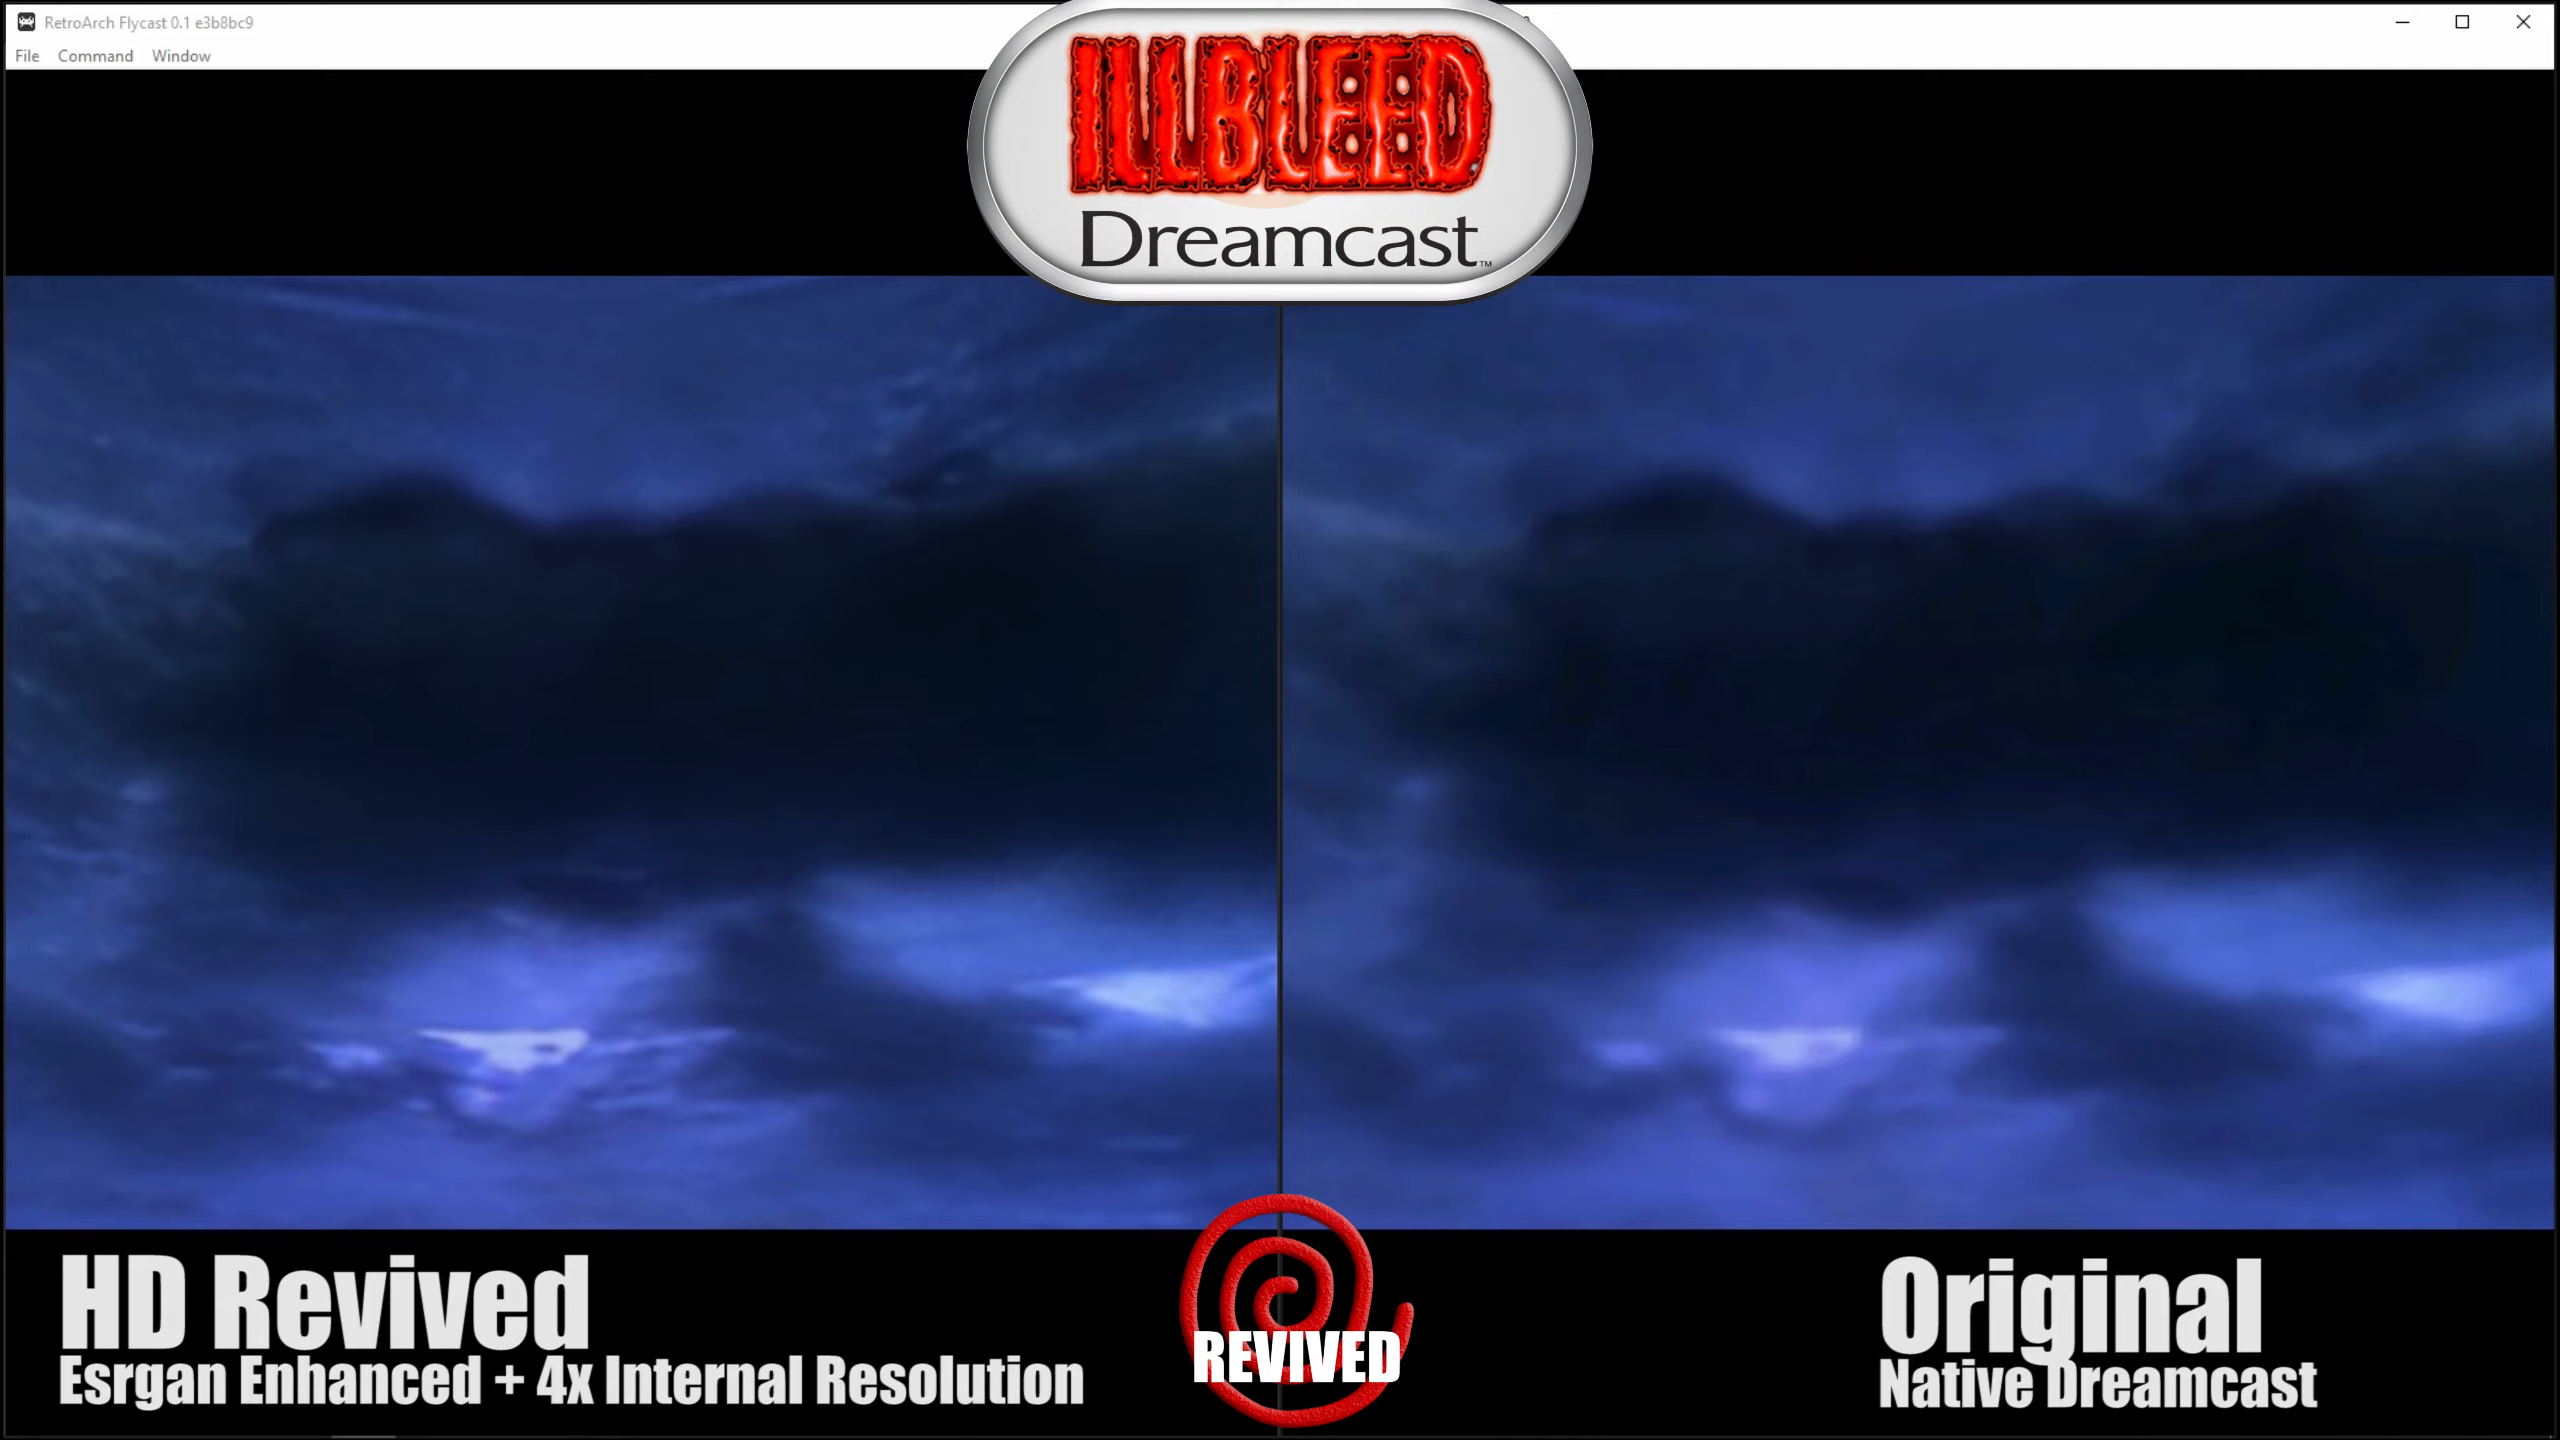 RetroArch Flycast 0.1 e3b8bc9
File Command Window
ILLBLEED
Dreamcast™
HD Revived
Esrgan Enhanced + 4x Internal Resolution
REVIVED
Original
Native Dreamcast